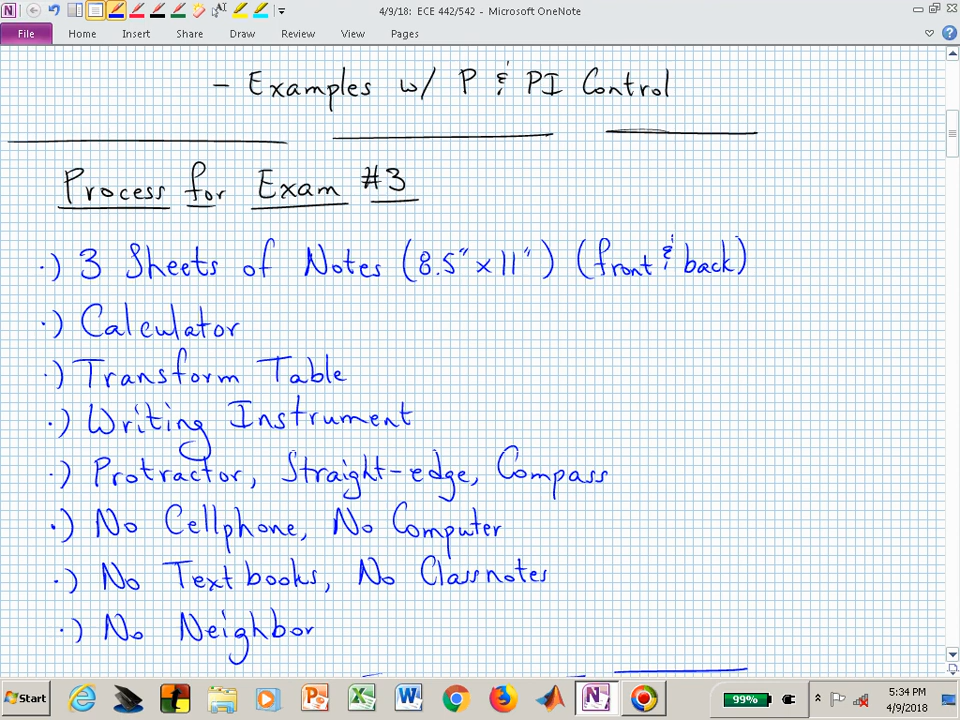 4/9/18: ECE 442/542 - Microsoft OneNote
File Home Insert Share Draw Review View Pages
- Examples w/ P & PI Control
Process for Exam #3
·) 3 Sheets of Notes (8.5" x 11") (front & back)
·) Calculator
·) Transform Table
·) Writing Instrument
·) Protractor, Straight-edge, Compass
·) No Cellphone, No Computer
·) No Textbooks, No Classnotes
·) No Neighbor
Start
99%
5:34 PM
4/9/2018